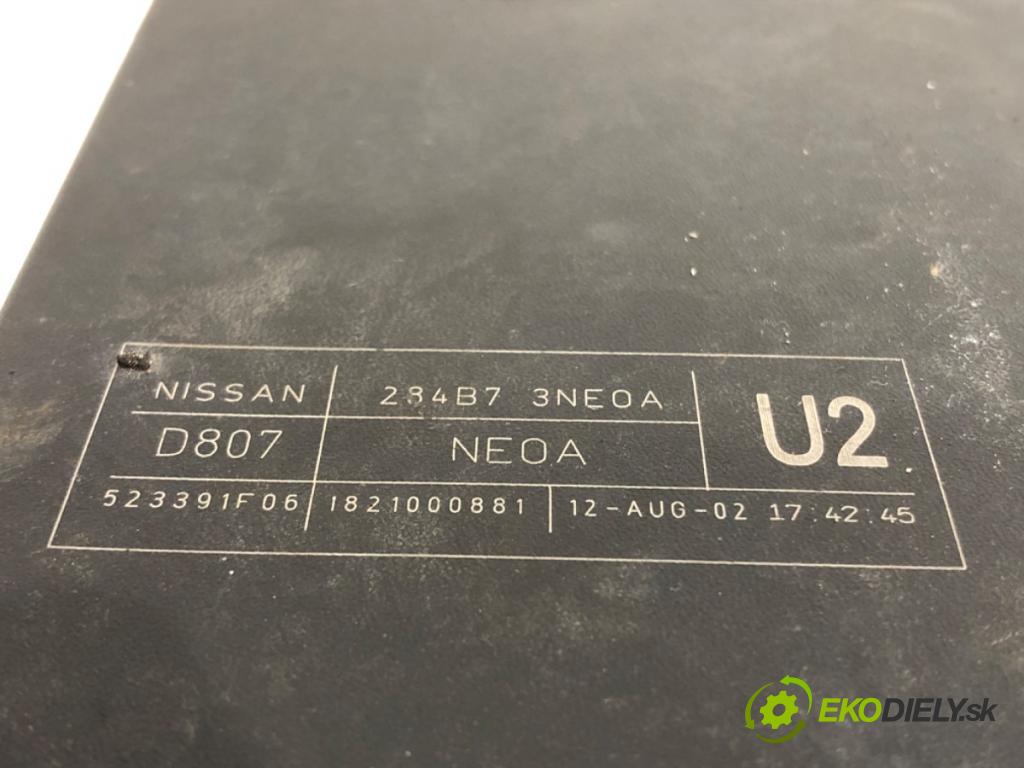 NISSAN 284B7 3NE0A U2
D807 NE0A
523391F06 1821000881 12-AUG-02 17:42:45
EKODIELY.sk